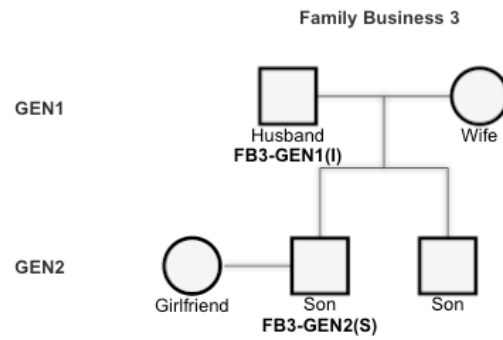 Family Business 3
GEN1
Husband
Wife
FB3-GEN1(I)
GEN2
Girlfriend
Son
Son
FB3-GEN2(S)